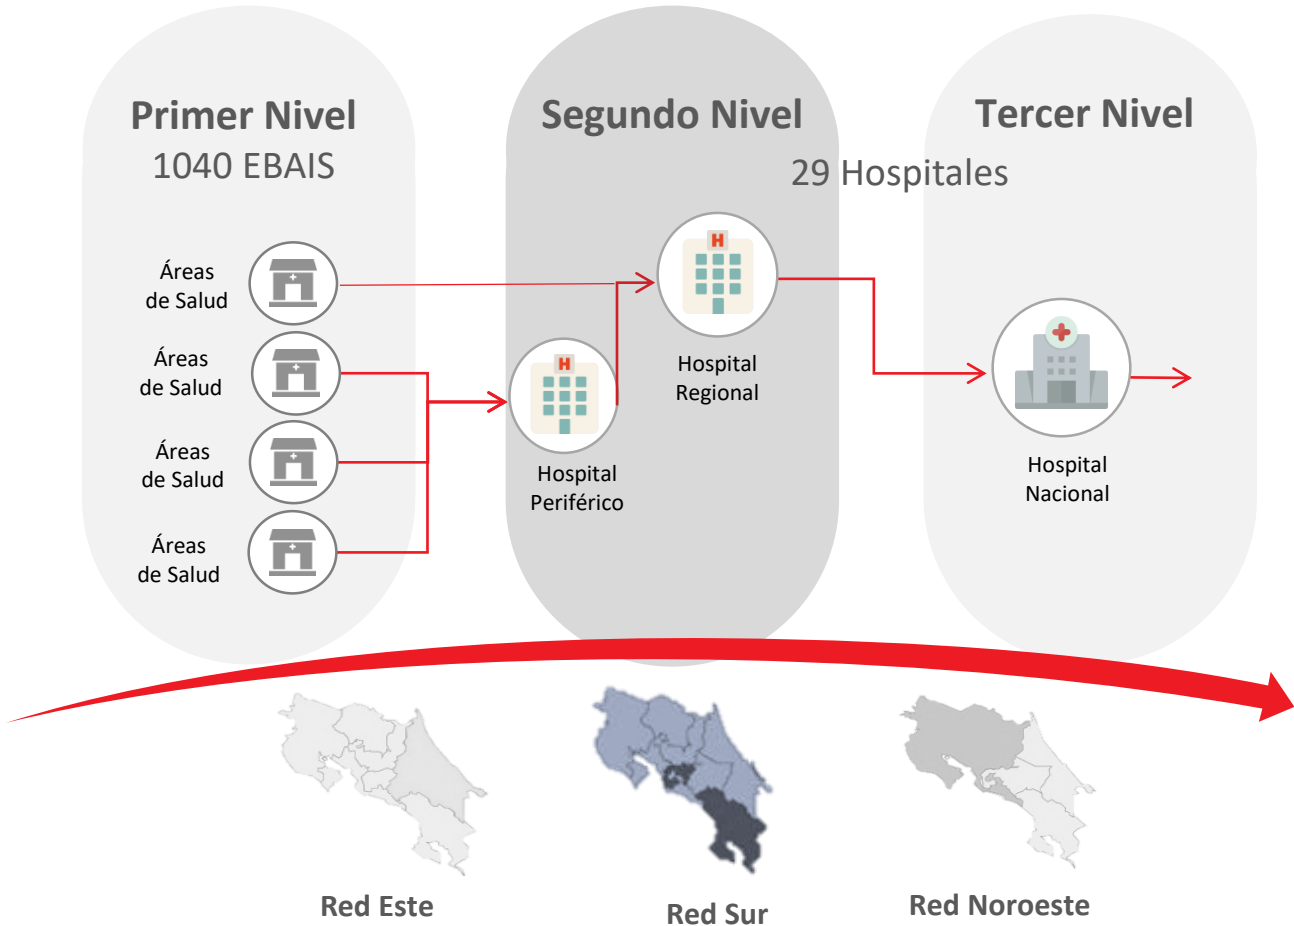 Primer Nivel
1040 EBAIS
Segundo Nivel
Tercer Nivel
29 Hospitales
Áreas
de Salud
Áreas
de Salud
Áreas
de Salud
Áreas
de Salud
H
Hospital
Regional
H
Hospital
Periférico
Hospital
Nacional
Red Este
Red Sur
Red Noroeste